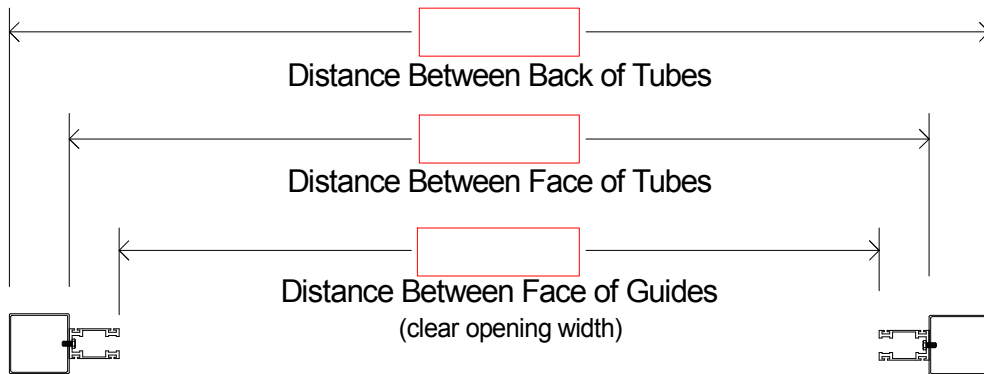 Distance Between Back of Tubes
Distance Between Face of Tubes
Distance Between Face of Guides
(clear opening width)